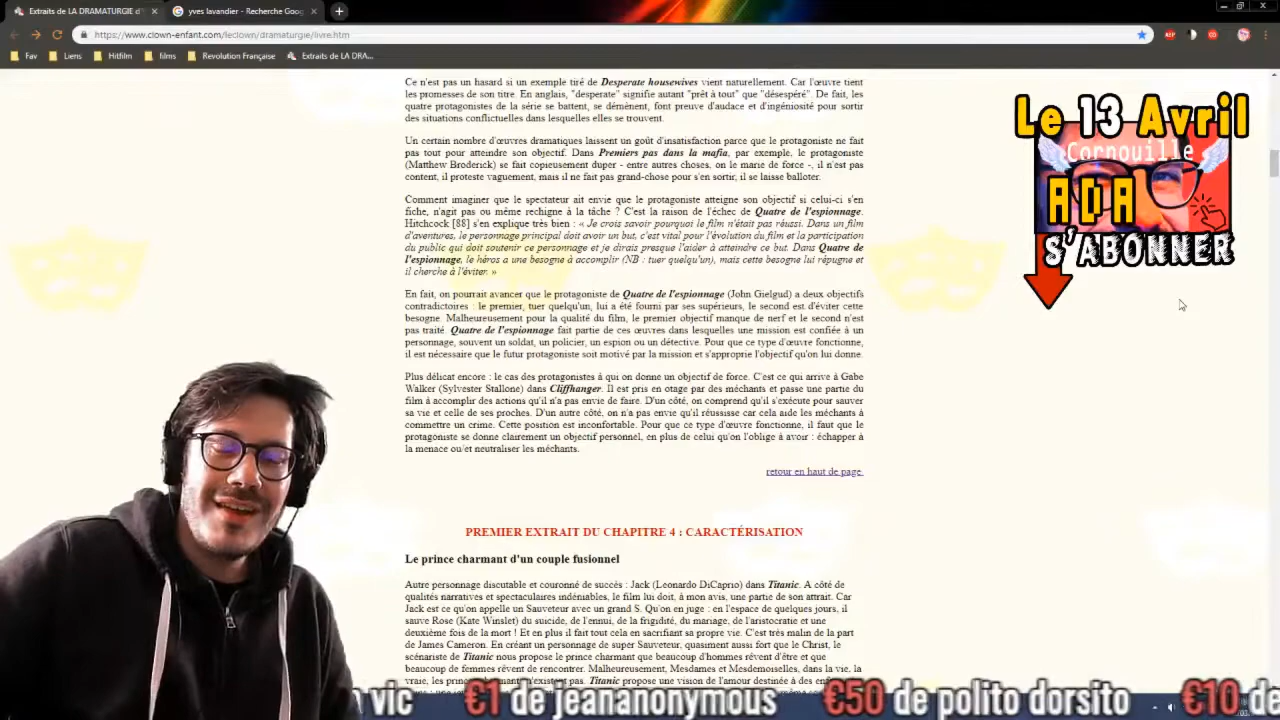 Extraits de LA DRAMATURGIE d
yves lavandier - Recherche Goog
https://www.clown-enfant.com/leclown/dramaturgie/livre.htm
Fav
Liens
Hitfilm
films
Revolution Française
Extraits de LA DRA...
Ce n'est pas un hasard si un exemple tiré de Desperate housewives vient naturellement. Car l'œuvre tient
les promesses de son titre. En anglais, "desperate" signifie autant "prêt à tout" que "désespéré". De fait, les
quatre protagonistes de la série se battent, se démènent, font preuve d'audace et d'ingéniosité pour sortir
des situations conflictuelles dans lesquelles elles se trouvent.
Un certain nombre d'œuvres dramatiques laissent un goût d'insatisfaction parce que le protagoniste ne fait
pas tout pour atteindre son objectif. Dans Premiers pas dans la mafia, par exemple, le protagoniste
(Matthew Broderick) se fait copieusement duper - entre autres choses, on le marie de force -, il n'est pas
content, il proteste vaguement, mais il ne fait pas grand-chose pour s'en sortir, il se laisse balloter.
Comment imaginer que le spectateur ait envie que le protagoniste atteigne son objectif si celui-ci s'en
fiche, n'agit pas ou même rechigne à la tâche ? C'est la raison de l'échec de Quatre de l'espionnage.
Hitchcock [88] s'en explique très bien : « Je crois savoir pourquoi le film n'était pas réussi. Dans un film
d'aventures, le personnage principal doit avoir un but, c'est vital pour l'évolution du film et la participation
du public qui doit soutenir ce personnage et je dirais presque l'aider à atteindre ce but. Dans Quatre de
l'espionnage, le héros a une besogne à accomplir (NB : tuer quelqu'un), mais cette besogne lui répugne et
il cherche à l'éviter. »
En fait, on pourrait avancer que le protagoniste de Quatre de l'espionnage (John Gielgud) a deux objectifs
contradictoires : le premier, tuer quelqu'un, lui a été fourni par ses supérieurs, le second est d'éviter cette
besogne. Malheureusement pour la qualité du film, le premier objectif manque de nerf et le second n'est
pas traité. Quatre de l'espionnage fait partie de ces œuvres dans lesquelles une mission est confiée à un
personnage, souvent un soldat, un policier, un espion ou un détective. Pour que ce type d'œuvre fonctionne,
il est nécessaire que le futur protagoniste soit motivé par la mission et s'approprie l'objectif qu'on lui donne.
Plus délicat encore : le cas des protagonistes à qui on donne un objectif de force. C'est ce qui arrive à Gabe
Walker (Sylvester Stallone) dans Cliffhanger. Il est pris en otage par des méchants et passe une partie du
film à accomplir des actions qu'il n'a pas envie de faire. D'un côté, on comprend qu'il s'exécute pour sauver
sa vie et celle de ses proches. D'un autre côté, on n'a pas envie qu'il réussisse car cela aide les méchants à
commettre un crime. Cette position est inconfortable. Pour que ce type d'œuvre fonctionne, il faut que le
protagoniste se donne clairement un objectif personnel, en plus de celui qu'on l'oblige à avoir : échapper à
la menace ou/et neutraliser les méchants.
retour en haut de page
PREMIER EXTRAIT DU CHAPITRE 4 : CARACTÉRISATION
Le prince charmant d'un couple fusionnel
Autre personnage discutable et couronné de succès : Jack (Leonardo DiCaprio) dans Titanic. A côté de
qualités narratives et spectaculaires indéniables, le film lui doit, à mon avis, une partie de son attrait. Car
Jack est ce qu'on appelle un Sauveteur avec un grand S. Qu'on en juge : en l'espace de quelques jours, il
sauve Rose (Kate Winslet) du suicide, de l'ennui, de la frigidité, du mariage, de l'aristocratie et une
deuxième fois de la mort ! Et en plus il fait tout cela en sacrifiant sa propre vie. C'est très malin de la part
de James Cameron. En créant un personnage de super Sauveteur, quasiment aussi fort que le Christ, le
scénariste de Titanic nous propose le prince charmant que beaucoup d'hommes rêvent d'être et que
beaucoup de femmes rêvent de rencontrer. Malheureusement, Mesdames et Mesdemoiselles, dans la vie, la
vraie, les princes charmants n'existent pas. Titanic propose une vision de l'amour destinée à des
Le 13 Avril
Cornouille
ADA
S'ABONNER
vic €1 de jeananonymous €50 de polito dorsito €10 de